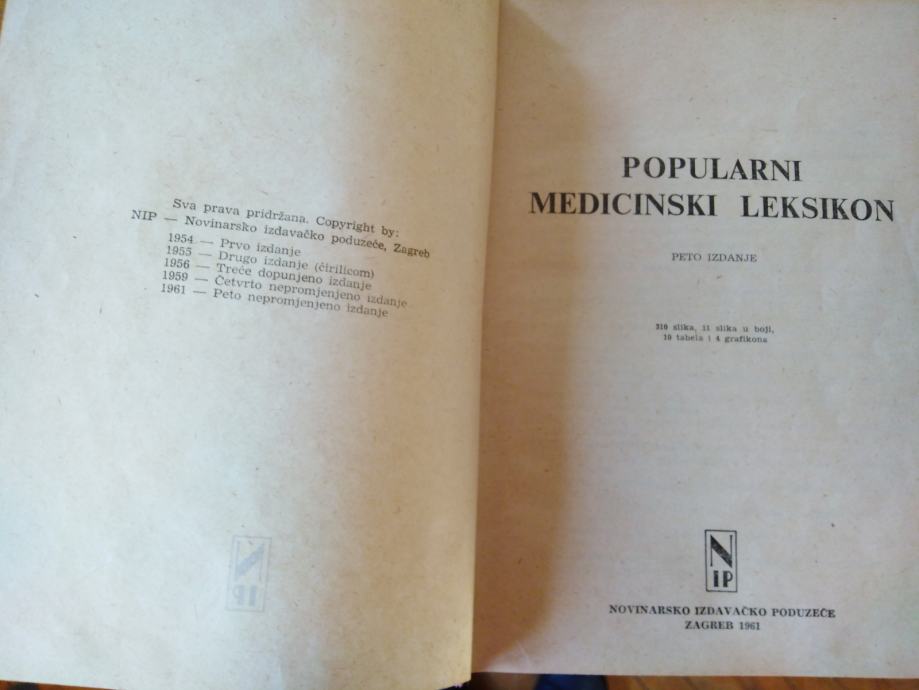 Sva prava pridržana. Copyright by:
NIP — Novinarsko izdavačko poduzeće, Zagreb
1954 — Prvo izdanje
1955 — Drugo izdanje (ćirilicom)
1956 — Treće dopunjeno izdanje
1959 — Četvrto nepromjenjeno izdanje
1961 — Peto nepromjenjeno izdanje
POPULARNI
MEDICINSKI LEKSIKON
PETO IZDANJE
310 slika, 11 slika u boji,
10 tabela i 4 grafikona
N
iP
NOVINARSKO IZDAVAČKO PODUZEĆE
ZAGREB 1961